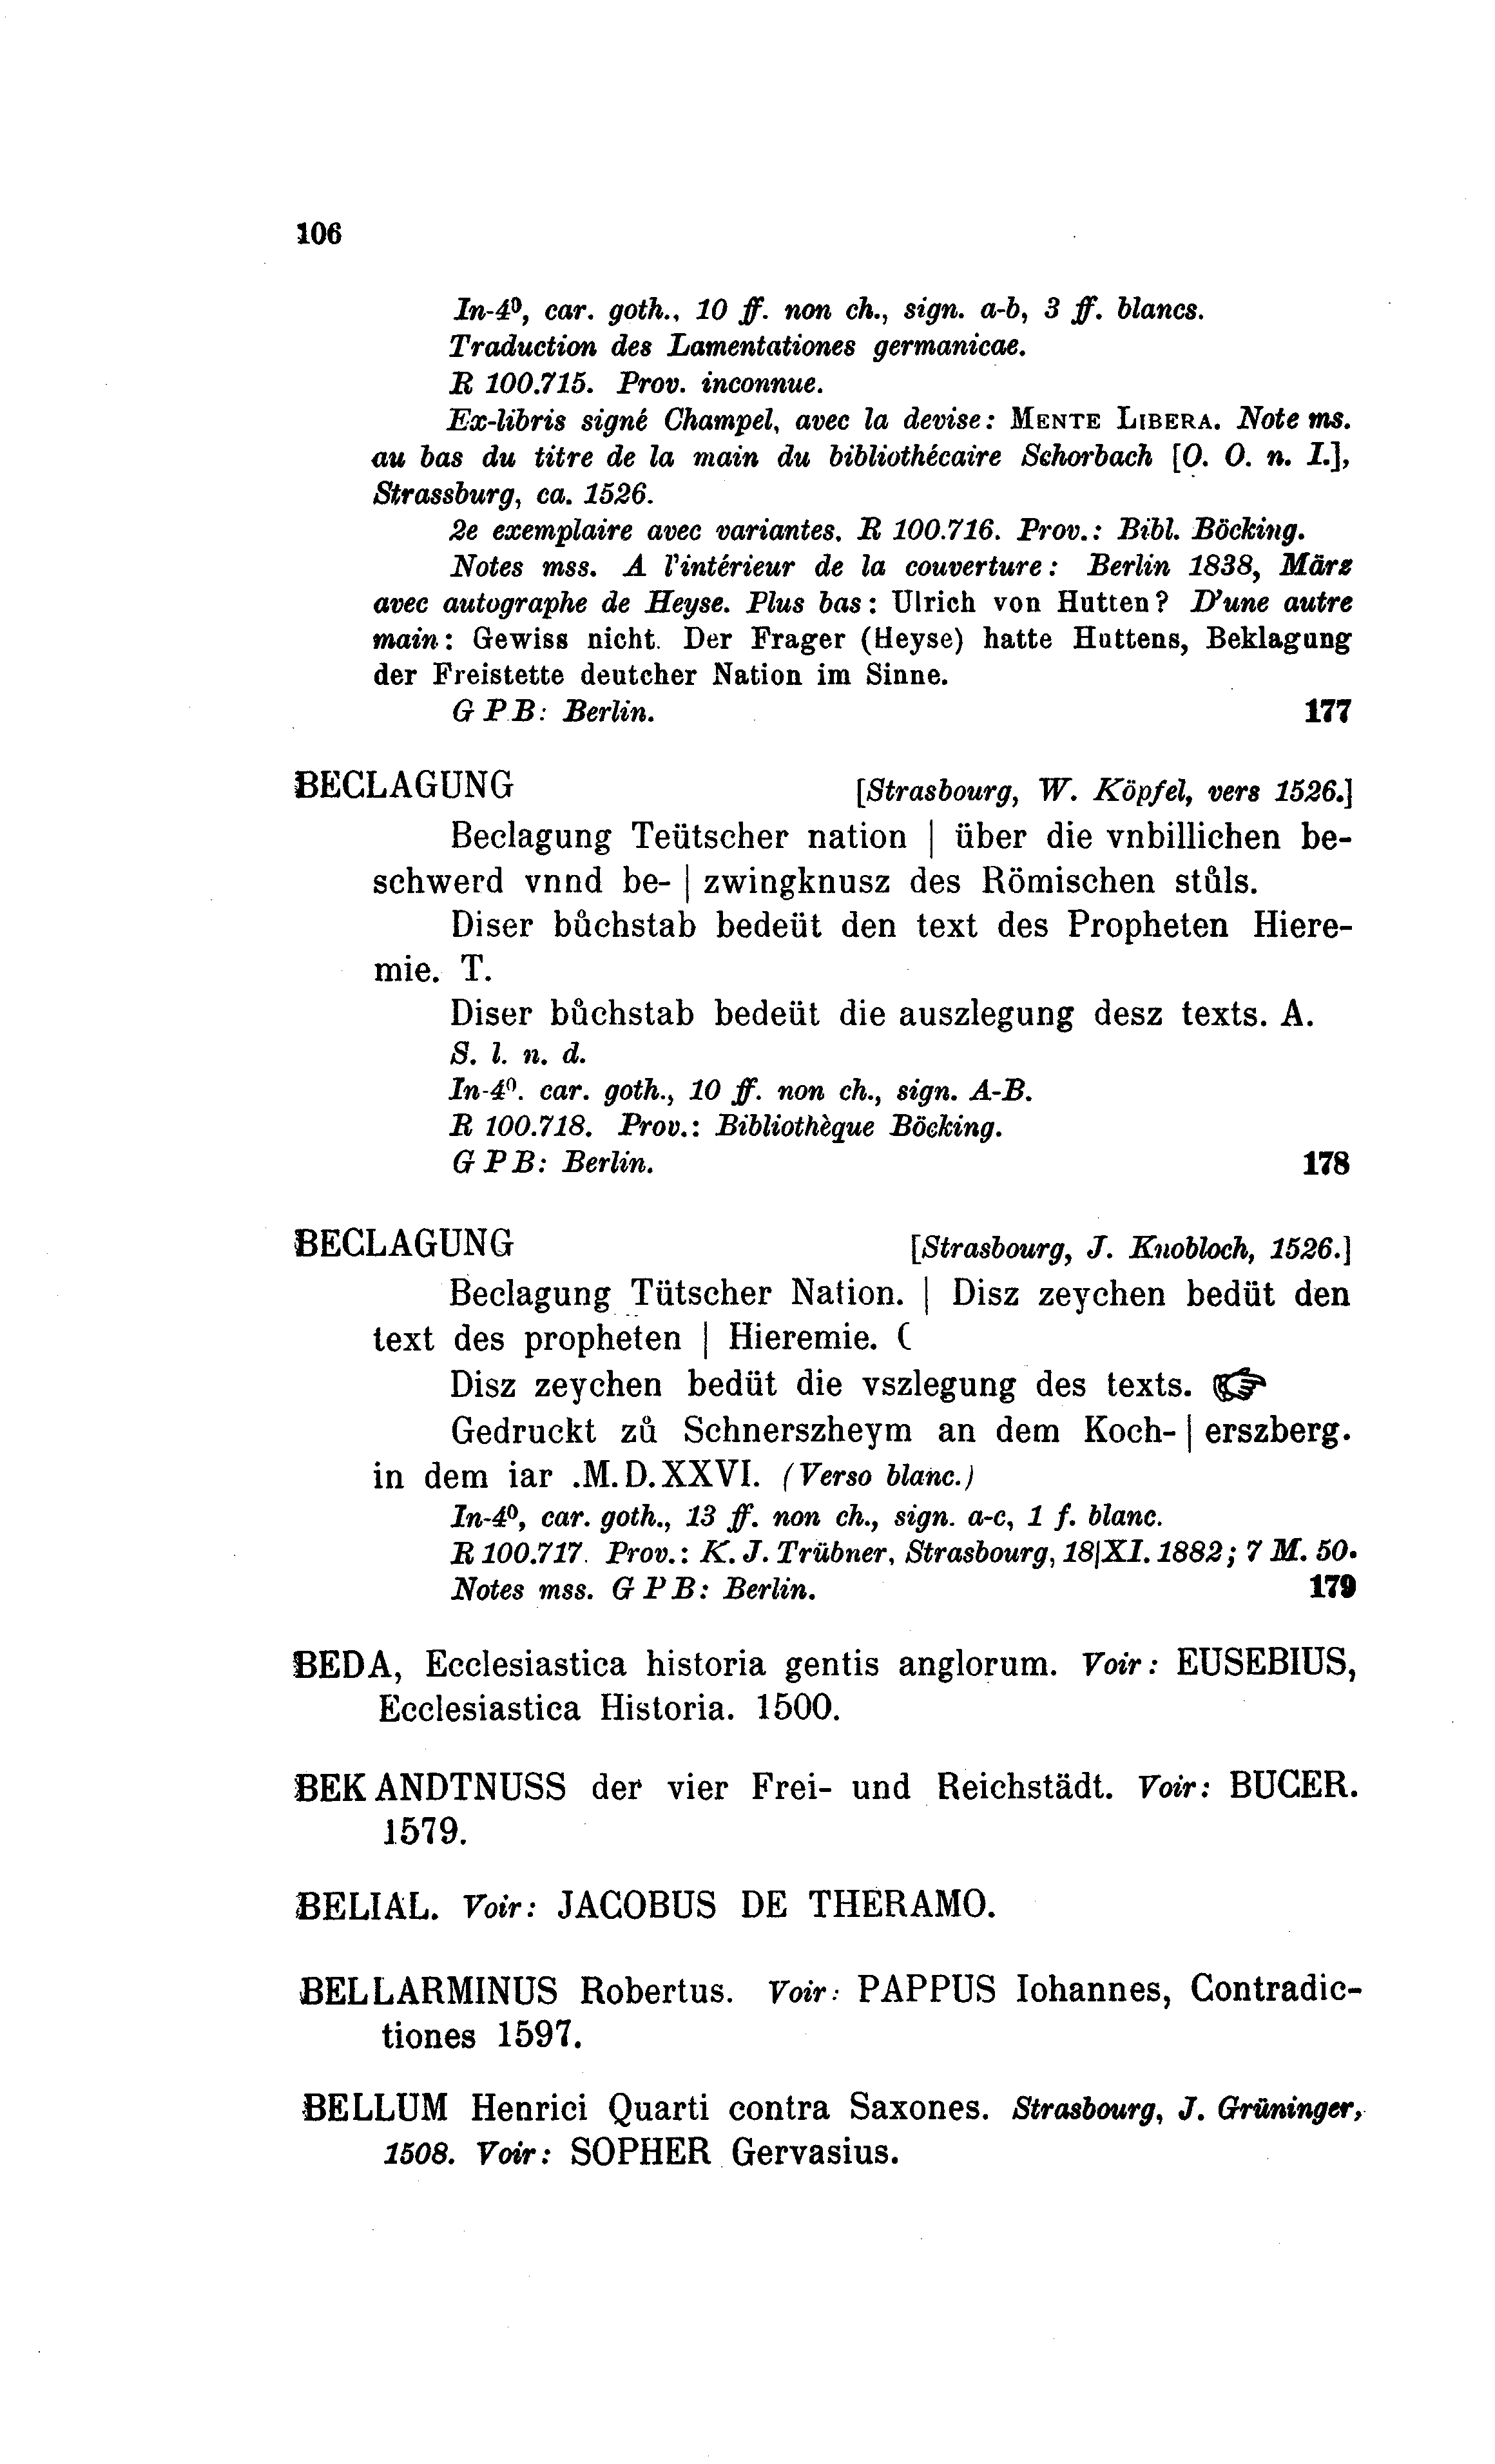 106
In-4⁰, car. goth., 10 ff. non ch., sign. a-b, 3 ff. blancs.
Traduction des Lamentationes germanicae.
R 100.715. Prov. inconnue.
Ex-libris signé Champel, avec la devise: MENTE LIBERA. Note ms.
au bas du titre de la main du bibliothécaire Schorbach [O. O. n. I.],
Strassburg, ca. 1526.
2e exemplaire avec variantes. R 100.716. Prov.: Bibl. Böcking.
Notes mss. A l'intérieur de la couverture: Berlin 1838, März
avec autographe de Heyse. Plus bas: Ulrich von Hutten? D'une autre
main: Gewiss nicht. Der Frager (Heyse) hatte Huttens, Beklagung
der Freistette deutcher Nation im Sinne.
G P B: Berlin. 177
BECLAGUNG [Strasbourg, W. Köpfel, vers 1526.]
Beclagung Teütscher nation | über die vnbillichen be-
schwerd vnnd be- | zwingknusz des Römischen stůls.
Diser bůchstab bedeüt den text des Propheten Hiere-
mie. T.
Diser bůchstab bedeüt die auszlegung desz texts. A.
S. l. n. d.
In-4⁰. car. goth., 10 ff. non ch., sign. A-B.
R 100.718. Prov.: Bibliothèque Böcking.
G P B: Berlin. 178
BECLAGUNG [Strasbourg, J. Knobloch, 1526.]
Beclagung Tütscher Nation. | Disz zeychen bedüt den
text des propheten | Hieremie. (
Disz zeychen bedüt die vszlegung des texts. ☞
Gedruckt zů Schnerszheym an dem Koch- | erszberg.
in dem iar .M.D.XXVI. (Verso blanc.)
In-4⁰, car. goth., 13 ff. non ch., sign. a-c, 1 f. blanc.
R 100.717. Prov.: K. J. Trübner, Strasbourg, 18|XI. 1882; 7 M. 50.
Notes mss. G P B: Berlin. 179
BEDA, Ecclesiastica historia gentis anglorum. Voir: EUSEBIUS,
Ecclesiastica Historia. 1500.
BEKANDTNUSS der vier Frei- und Reichstädt. Voir: BUCER.
1579.
BELIAL. Voir: JACOBUS DE THERAMO.
BELLARMINUS Robertus. Voir: PAPPUS Iohannes, Contradic-
tiones 1597.
BELLUM Henrici Quarti contra Saxones. Strasbourg, J. Grüninger,
1508. Voir: SOPHER Gervasius.